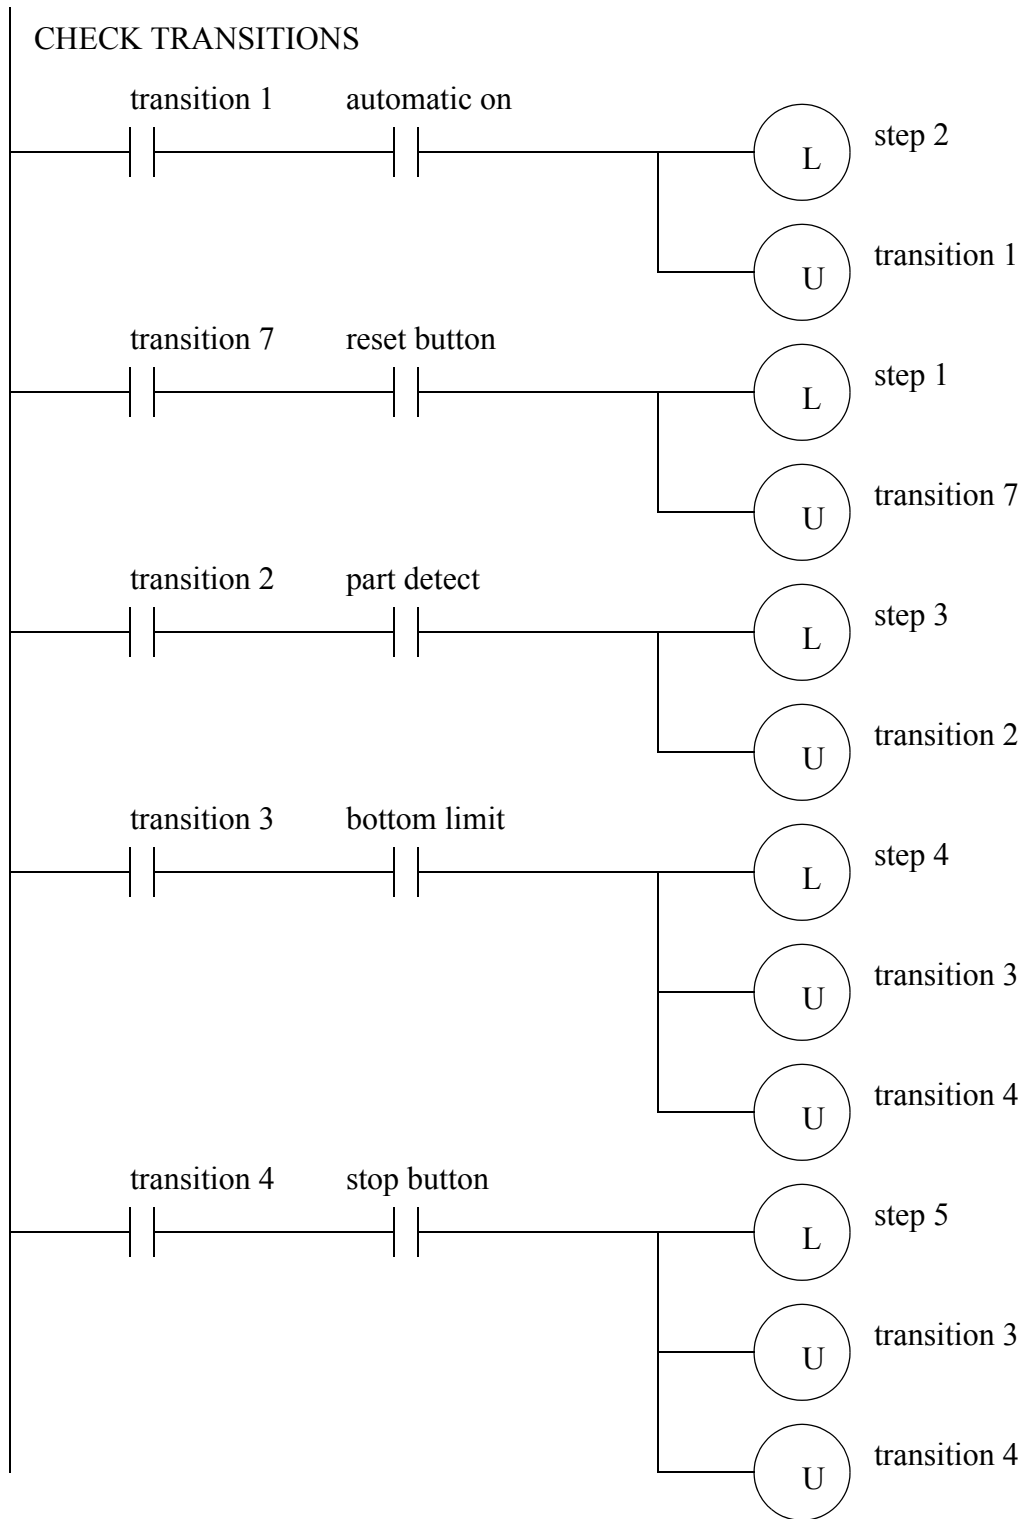 CHECK TRANSITIONS
transition 1 automatic on
step 2
L
transition 1
U
transition 7 reset button
step 1
L
transition 7
U
transition 2 part detect
step 3
L
transition 2
U
transition 3 bottom limit
step 4
L
transition 3
U
transition 4
U
transition 4 stop button
step 5
L
transition 3
U
transition 4
U